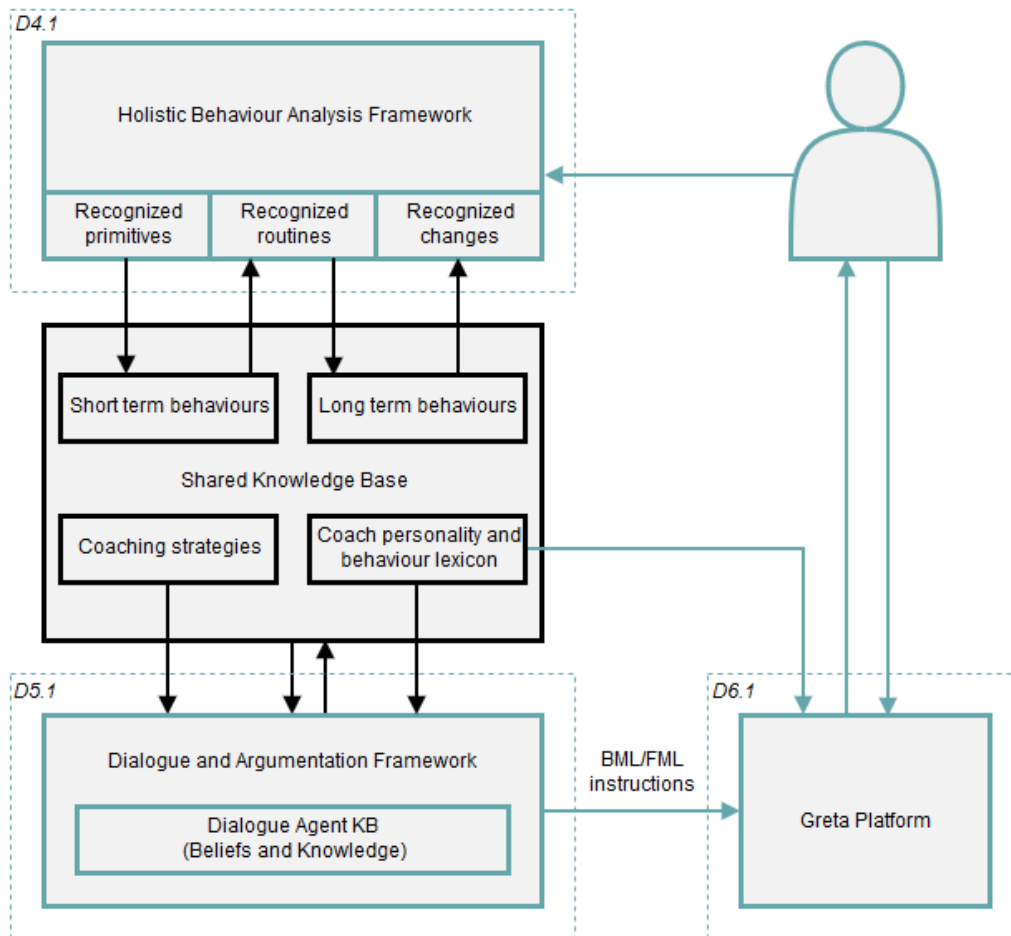 D4.1
Holistic Behaviour Analysis Framework
Recognized
primitives
Recognized
routines
Recognized
changes
Short term behaviours
Long term behaviours
Shared Knowledge Base
Coaching strategies
Coach personality and
behaviour lexicon
D5.1
Dialogue and Argumentation Framework
Dialogue Agent KB
(Beliefs and Knowledge)
BML/FML
instructions
D6.1
Greta Platform